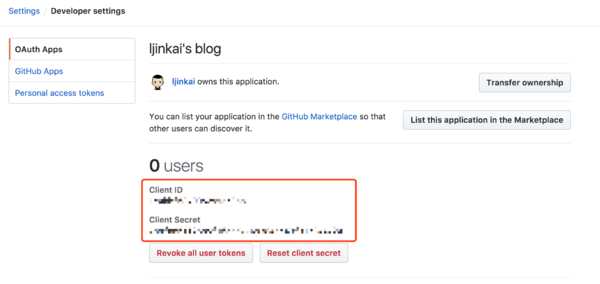 Settings / Developer settings
OAuth Apps
GitHub Apps
Personal access tokens
ljinkai's blog
ljinkai owns this application.
Transfer ownership
You can list your application in the GitHub Marketplace so that
other users can discover it.
List this application in the Marketplace
0 users
Client ID
Client Secret
Revoke all user tokens
Reset client secret